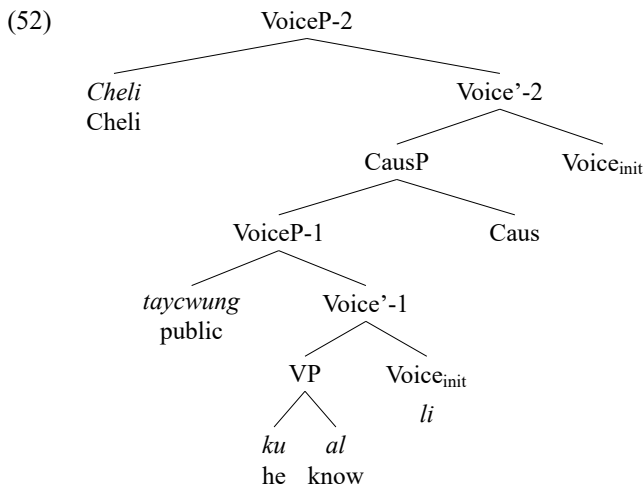 (52) VoiceP-2
Cheli Voice’-2
Cheli
CausP Voiceinit
VoiceP-1 Caus
taycwung Voice’-1
public
VP Voiceinit
li
ku al
he know